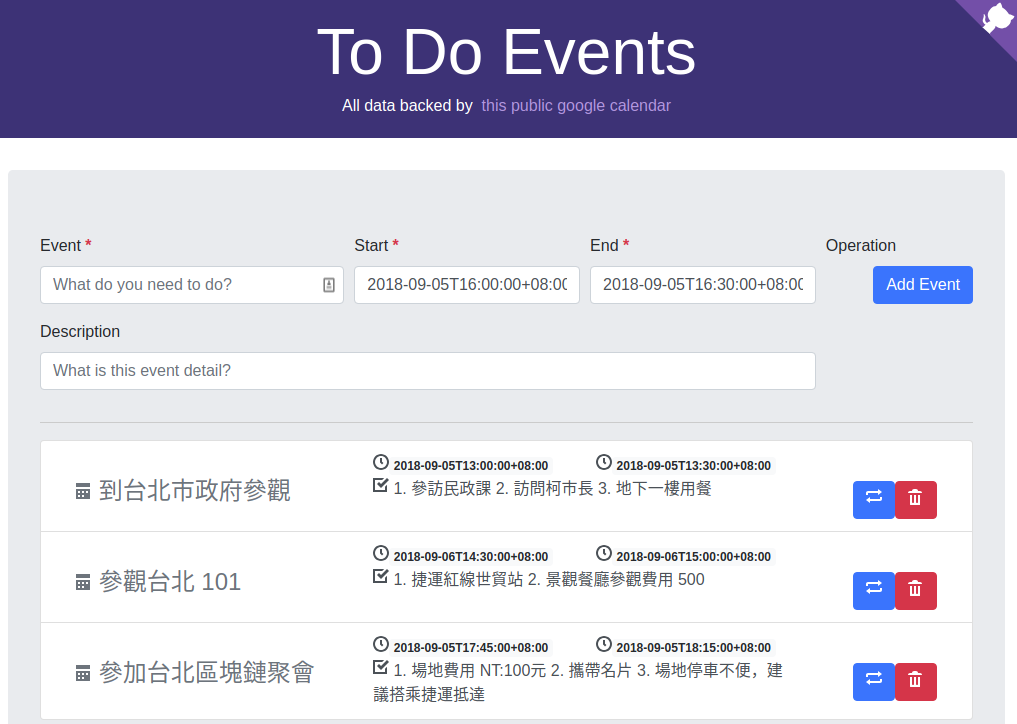 To Do Events
All data backed by this public google calendar
Event * Start * End * Operation
What do you need to do? 2018-09-05T16:00:00+08:00 2018-09-05T16:30:00+08:00 Add Event
Description
What is this event detail?
2018-09-05T13:00:00+08:00 2018-09-05T13:30:00+08:00
到台北市政府參觀 1. 參訪民政課 2. 訪問柯市長 3. 地下一樓用餐
2018-09-06T14:30:00+08:00 2018-09-06T15:00:00+08:00
參觀台北 101 1. 捷運紅線世貿站 2. 景觀餐廳參觀費用 500
2018-09-05T17:45:00+08:00 2018-09-05T18:15:00+08:00
參加台北區塊鏈聚會 1. 場地費用 NT:100元 2. 攜帶名片 3. 場地停車不便，建
議搭乘捷運抵達